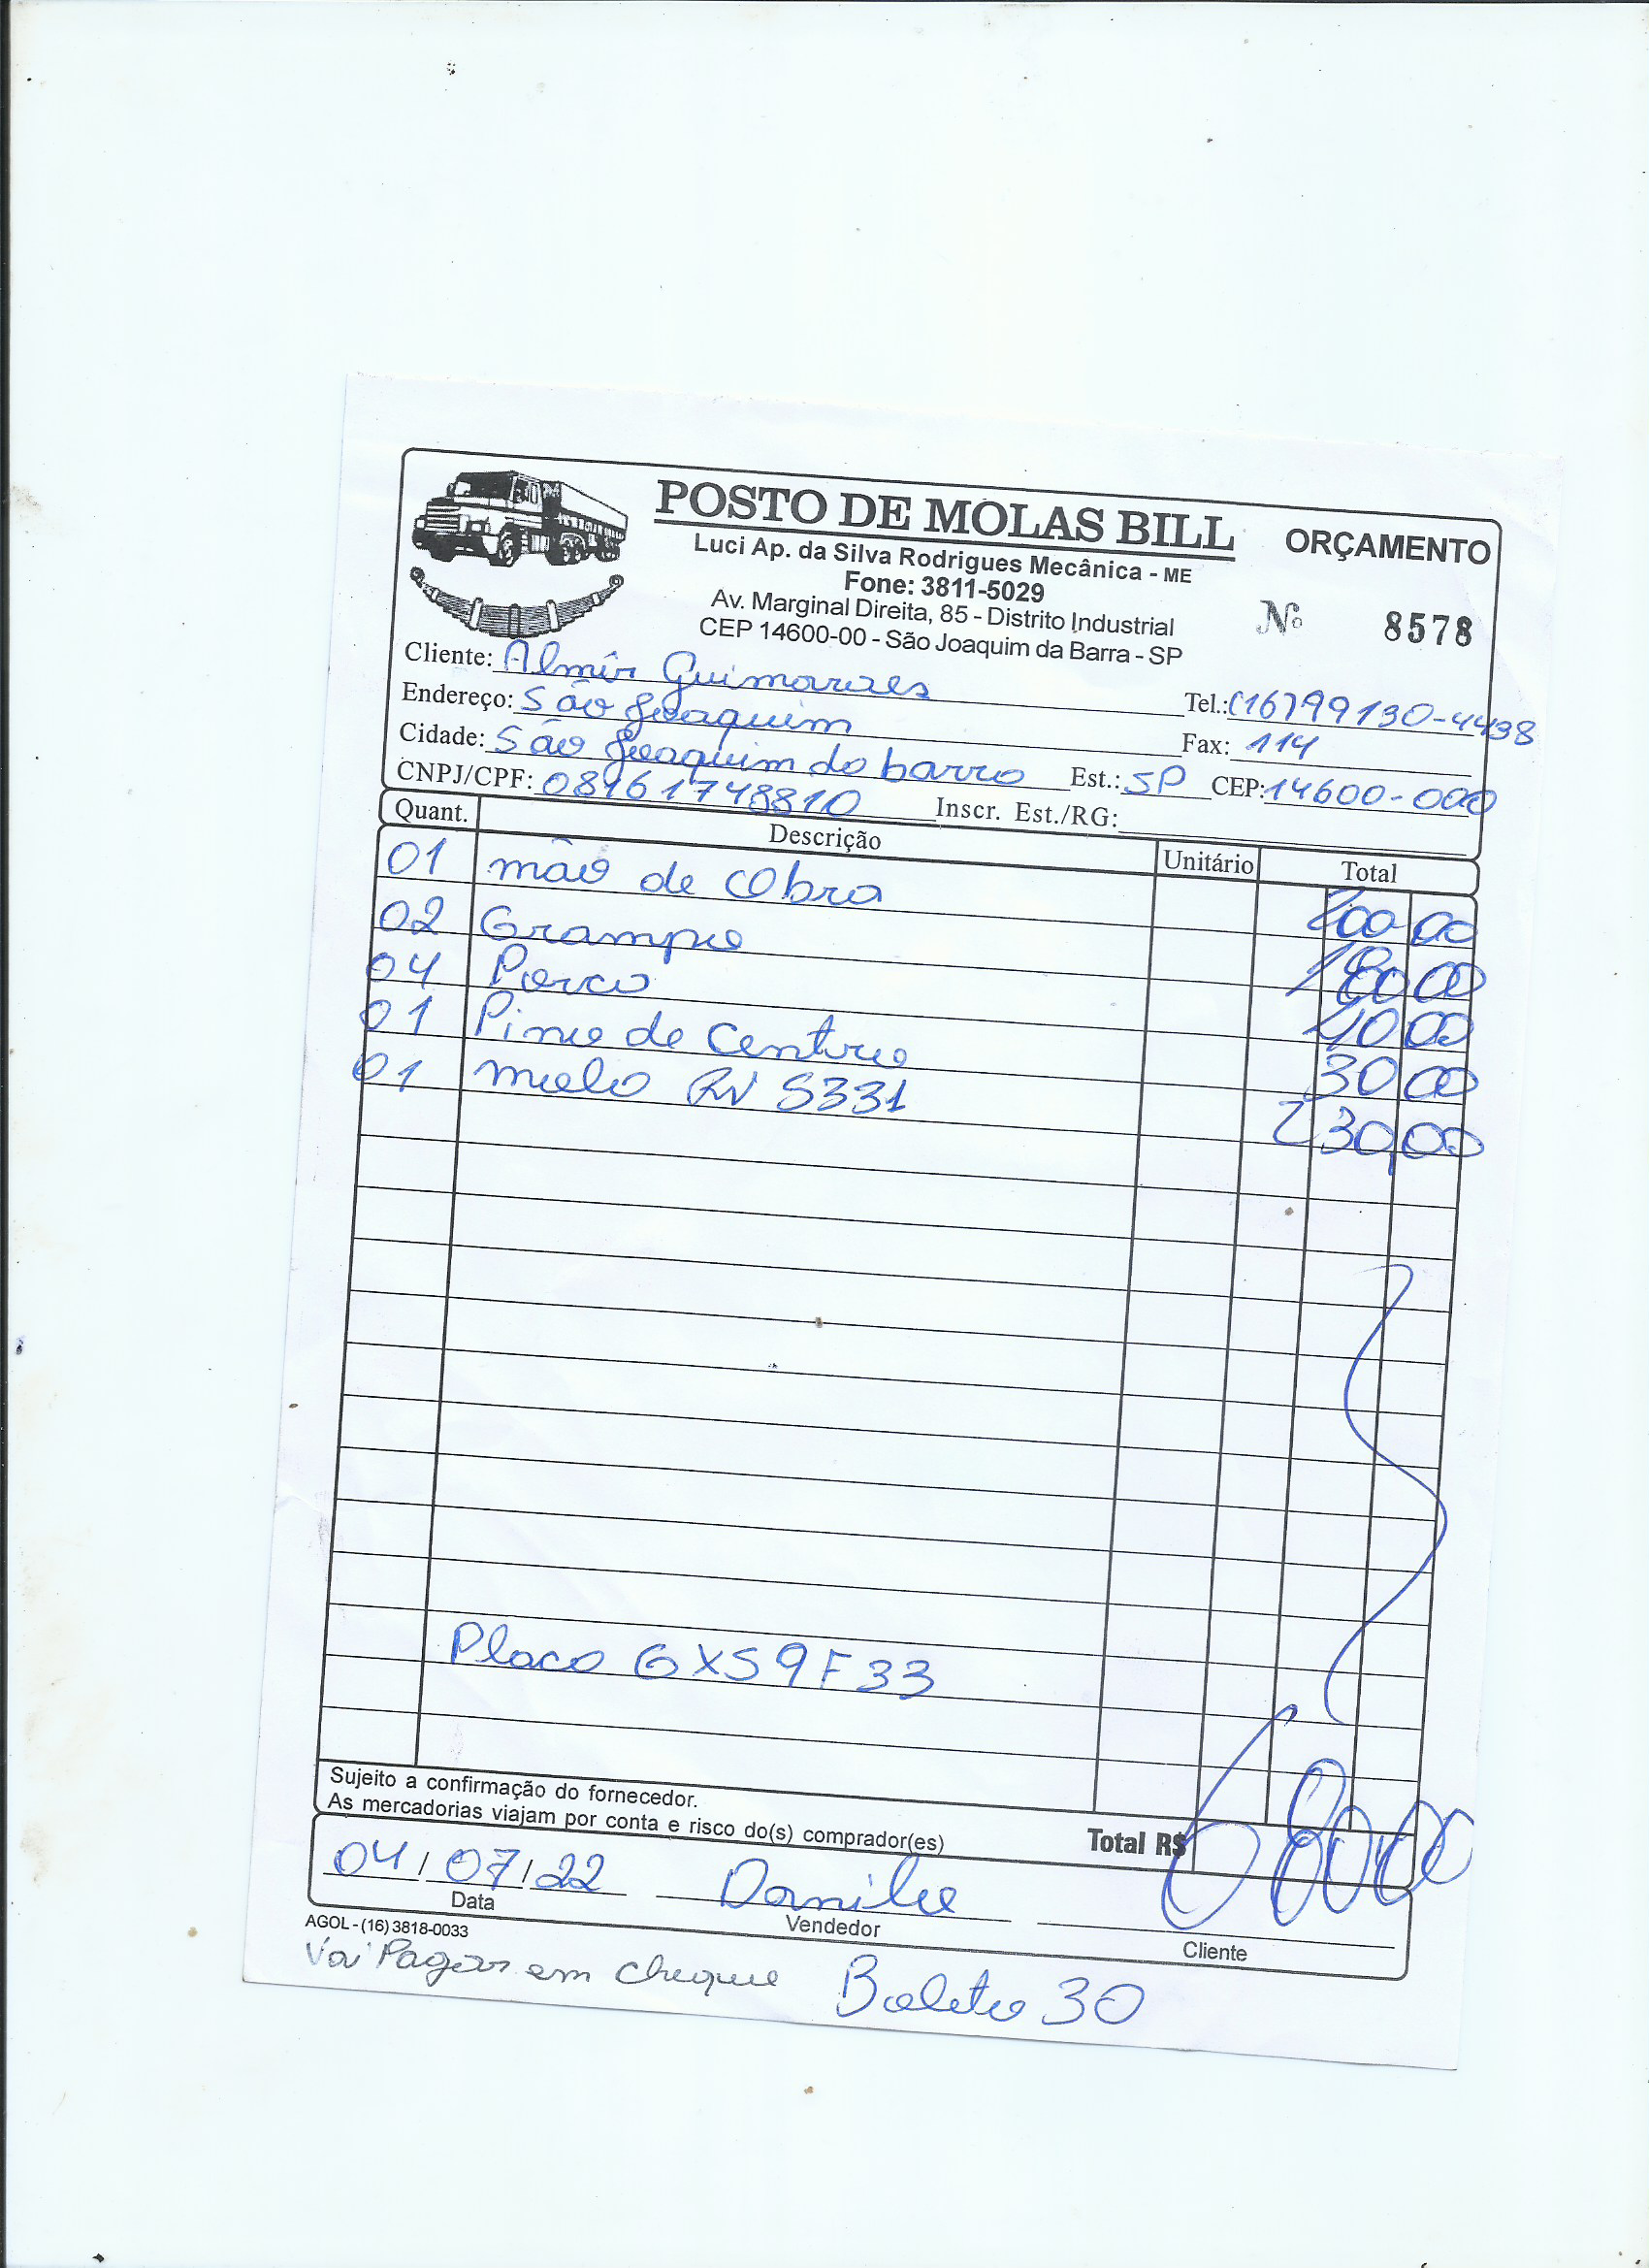 POSTO DE MOLAS BILL
ORÇAMENTO
Luci Ap. da Silva Rodrigues Mecânica - ME
Fone: 3811-5029
Av. Marginal Direita, 85 - Distrito Industrial
CEP 14600-00 - São Joaquim da Barra - SP
Nº 8578
Cliente: Almir Guimaraes Tel.: (16)99130-4438
Endereço: São Joaquim Fax: 114
Cidade: São Joaquim da barra Est.: SP CEP: 14600-000
CNPJ/CPF: 08961748810 Inscr. Est./RG:
Quant. Descrição Unitário Total
01 mão de Obra 200 00
02 Grampo 180 00
04 Porca 40 00
01 Pino de Centro 30 00
01 mola RN 5331 230,00
Placa GXS9F33
Sujeito a confirmação do fornecedor.
As mercadorias viajam por conta e risco do(s) comprador(es)
Total R$ 680,00
04/07/22 Danilo
Data Vendedor Cliente
AGOL - (16) 3818-0033
Vai Pagar em cheque Boleto 30